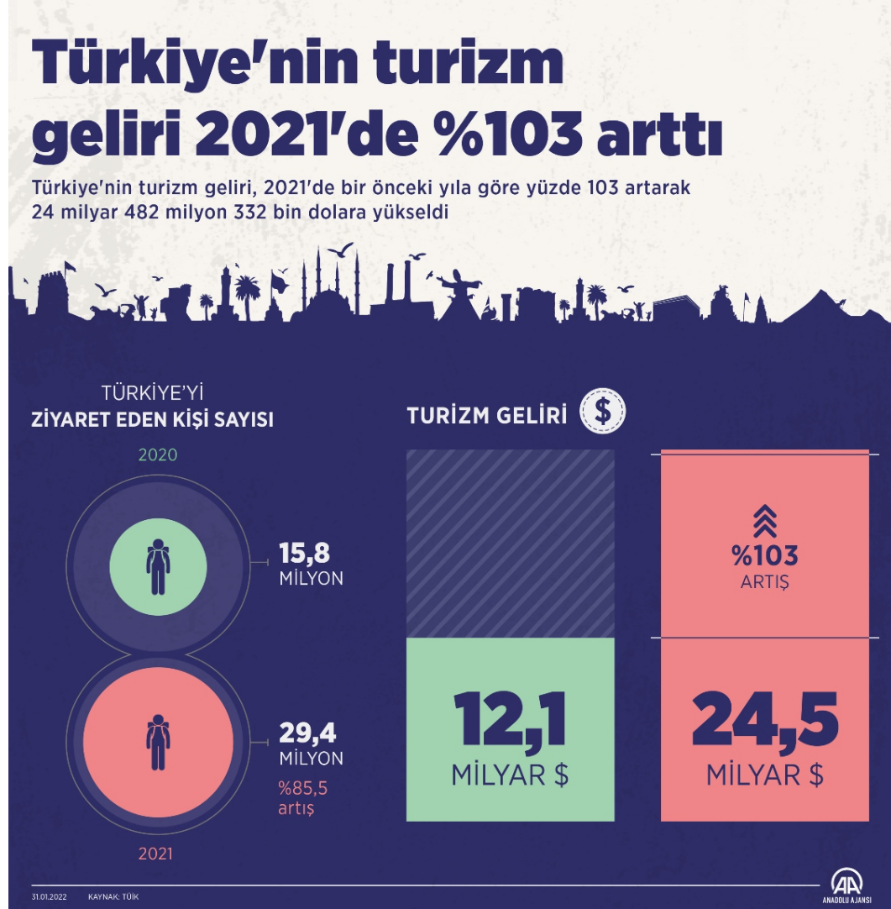 Türkiye'nin turizm
geliri 2021'de %103 arttı
Türkiye'nin turizm geliri, 2021'de bir önceki yıla göre yüzde 103 artarak
24 milyar 482 milyon 332 bin dolara yükseldi
TÜRKİYE'Yİ
ZİYARET EDEN KİŞİ SAYISI
2020
15,8
MİLYON
29,4
MİLYON
%85,5
artış
2021
TURİZM GELİRİ
$
%103
ARTIŞ
12,1
MİLYAR $
24,5
MİLYAR $
31.01.2022 KAYNAK: TÜİK
AA
ANADOLU AJANSI